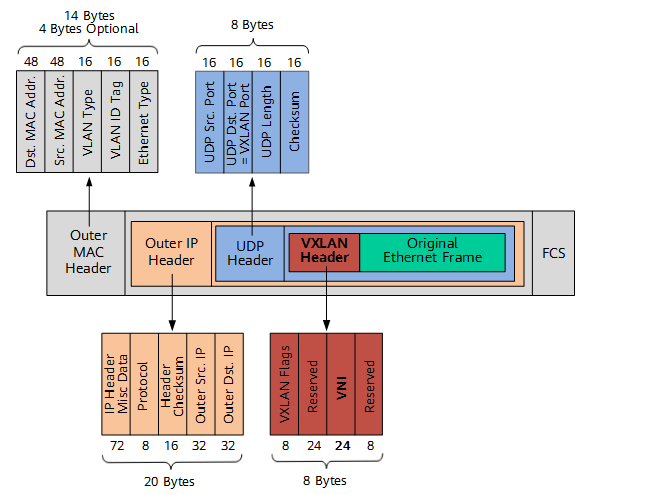 14 Bytes
4 Bytes Optional
8 Bytes
48 48 16 16 16
16 16 16 16
Dst. MAC Addr.
Src. MAC Addr.
VLAN Type
VLAN ID Tag
Ethernet Type
UDP Src. Port
UDP Dst. Port
= VXLAN Port
UDP Length
Checksum
Outer
MAC
Header
Outer IP
Header
UDP
Header
VXLAN
Header
Original
Ethernet Frame
FCS
IP Header
Misc Data
Protocol
Header
Checksum
Outer Src. IP
Outer Dst. IP
VXLAN Flags
Reserved
VNI
Reserved
72 8 16 32 32
8 24 24 8
20 Bytes
8 Bytes